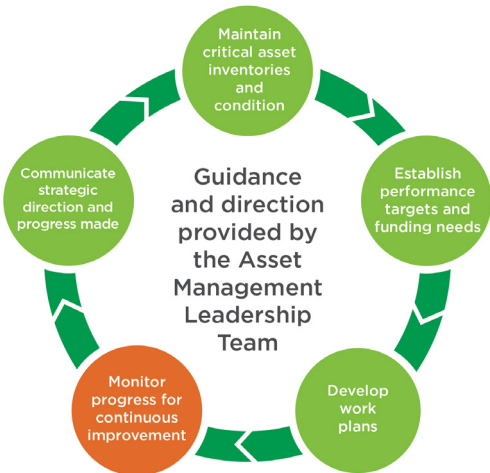 Maintain
critical asset
inventories
and
condition
Establish
performance
targets and
funding needs
Develop
work
plans
Monitor
progress for
continuous
improvement
Communicate
strategic
direction and
progress made
Guidance
and direction
provided by
the Asset
Management
Leadership
Team